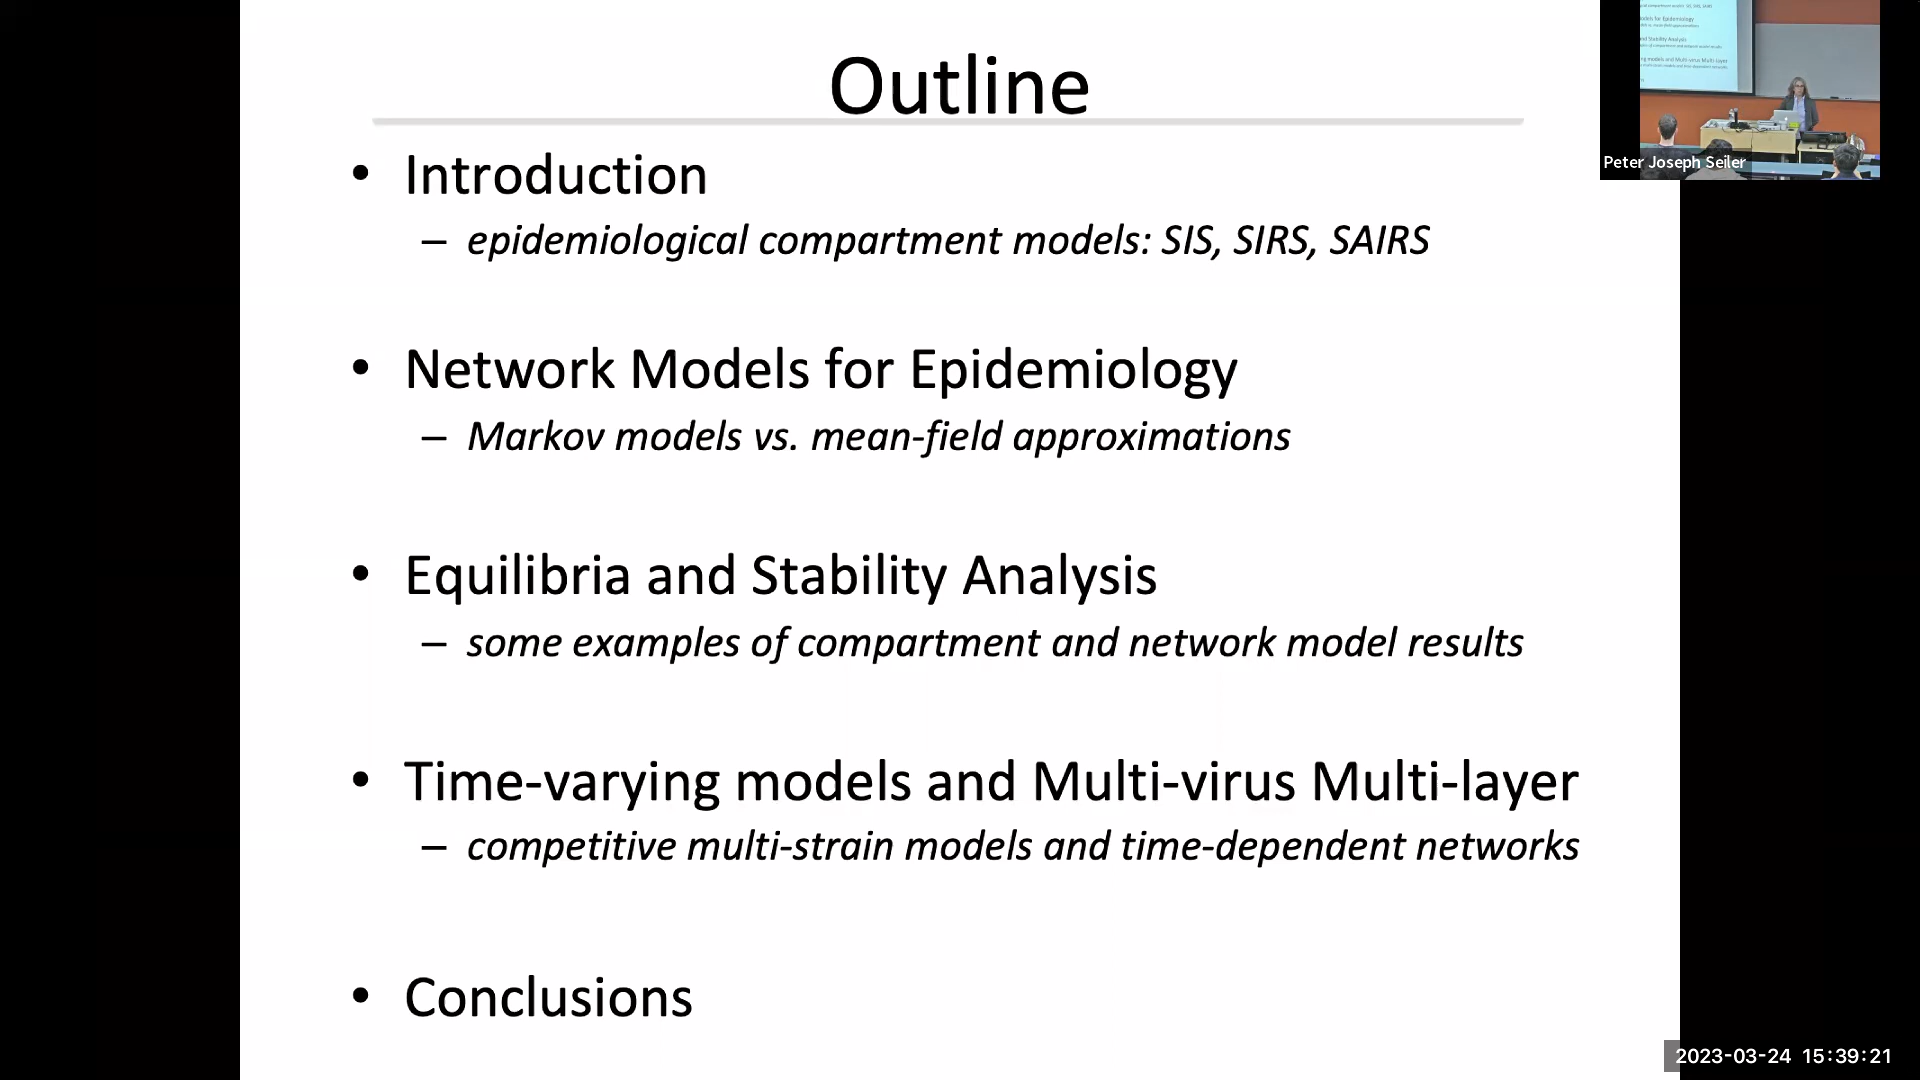 Outline
• Introduction
– epidemiological compartment models: SIS, SIRS, SAIRS
• Network Models for Epidemiology
– Markov models vs. mean-field approximations
• Equilibria and Stability Analysis
– some examples of compartment and network model results
• Time-varying models and Multi-virus Multi-layer
– competitive multi-strain models and time-dependent networks
• Conclusions
Peter Joseph Seiler
2023-03-24 15:39:21